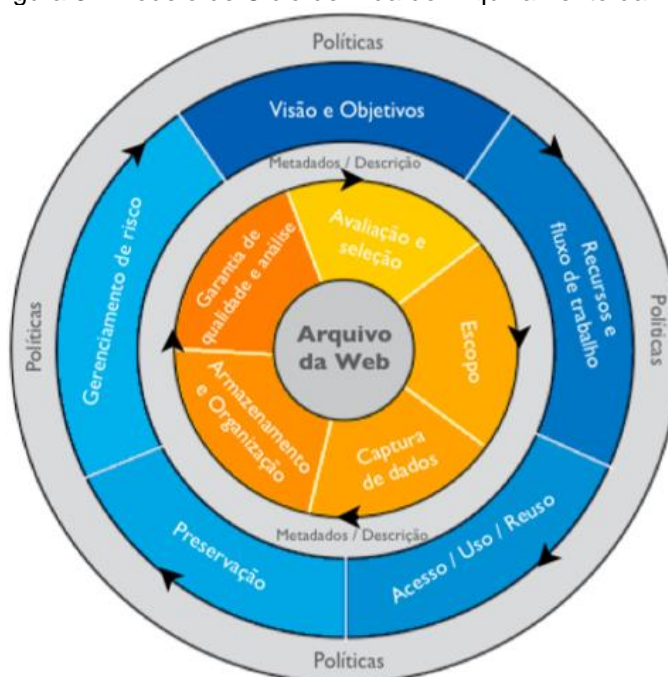 Políticas
Visão e Objetivos
Metadados / Descrição
Avaliação e
seleção
Garantia de
qualidade e análise
Gerenciamento de risco
Recursos e
fluxo de trabalho
Políticas
Políticas
Arquivo
da Web
Escopo
Armazenamento
e Organização
Captura
de dados
Metadados / Descrição
Preservação
Acesso / Uso / Reuso
Políticas